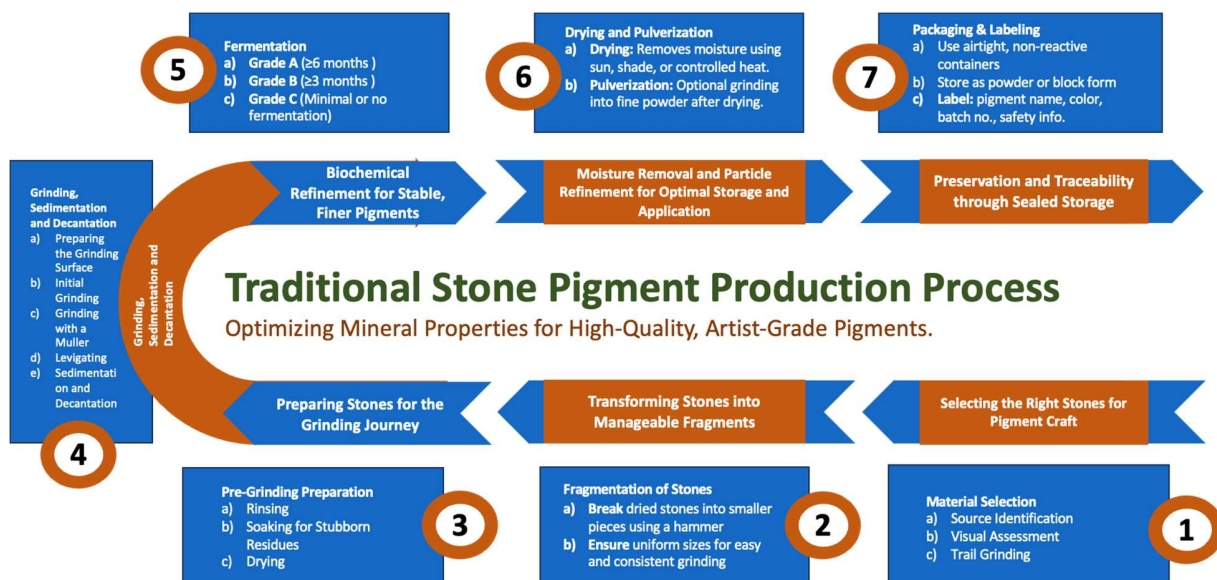 5
Fermentation
a) Grade A (≥6 months )
b) Grade B (≥3 months)
c) Grade C (Minimal or no
fermentation)
6
Drying and Pulverization
a) Drying: Removes moisture using
sun, shade, or controlled heat.
b) Pulverization: Optional grinding
into fine powder after drying.
7
Packaging & Labeling
a) Use airtight, non-reactive
containers
b) Store as powder or block form
c) Label: pigment name, color,
batch no., safety info.
Biochemical
Refinement for Stable,
Finer Pigments
Moisture Removal and Particle
Refinement for Optimal Storage and
Application
Preservation and Traceability
through Sealed Storage
Grinding,
Sedimentation
and Decantation
a) Preparing
the Grinding
Surface
b) Initial
Grinding
c) Grinding
with a
Muller
d) Levigating
e) Sedimentati
on and
Decantation
4
Grinding,
Sedimentation and
Decantation
Traditional Stone Pigment Production Process
Optimizing Mineral Properties for High-Quality, Artist-Grade Pigments.
Preparing Stones for the
Grinding Journey
Transforming Stones into
Manageable Fragments
Selecting the Right Stones for
Pigment Craft
Pre-Grinding Preparation
a) Rinsing
b) Soaking for Stubborn
Residues
c) Drying
3
Fragmentation of Stones
a) Break dried stones into smaller
pieces using a hammer
b) Ensure uniform sizes for easy
and consistent grinding
2
Material Selection
a) Source Identification
b) Visual Assessment
c) Trail Grinding
1